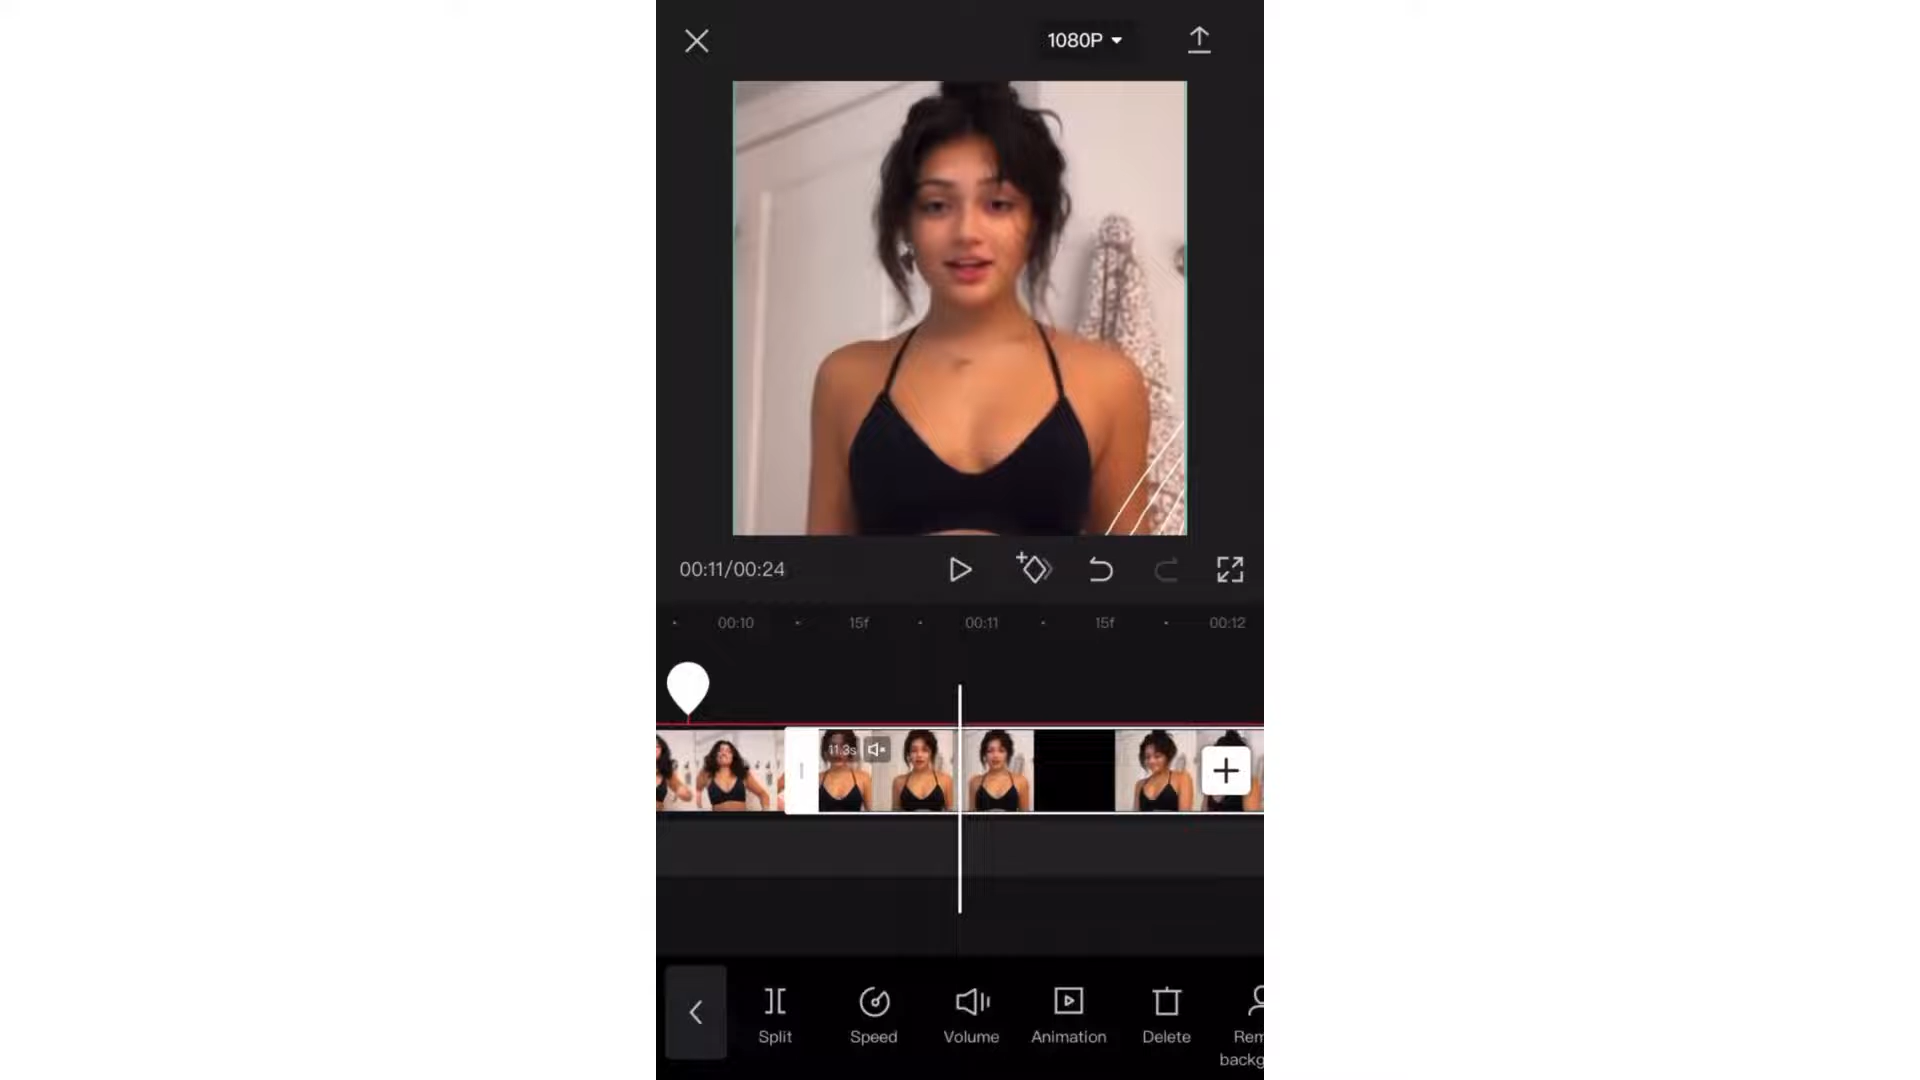 1080P
00:11/00:24
00:10 15f 00:11 15f 00:12
11.3s
Split Speed Volume Animation Delete Rem
backg